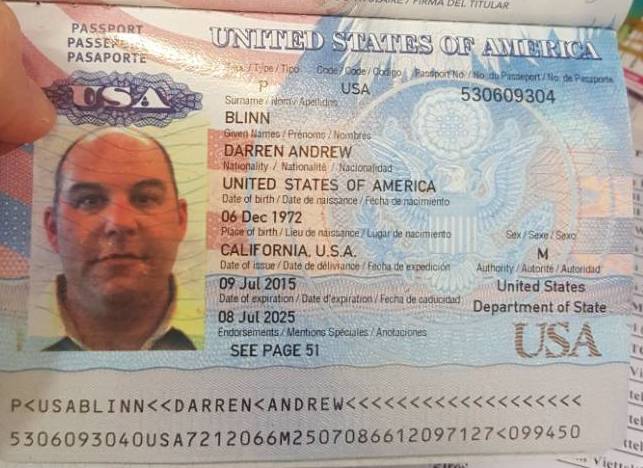 FIRMA DEL TITULAR
PASSPORT
PASSEPORT
PASAPORTE
UNITED STATES OF AMERICA
USA
Type / Tipo Code / Code / Codigo Passport No. / No. du Passeport / No. de Pasaporte
P USA 530609304
Surname / Nom / Apellidos
BLINN
Given Names / Prénoms / Nombres
DARREN ANDREW
Nationality / Nationalité / Nacionalidad
UNITED STATES OF AMERICA
Date of birth / Date de naissance / Fecha de nacimiento
06 Dec 1972
Place of birth / Lieu de naissance / Lugar de nacimiento Sex / Sexe / Sexo
CALIFORNIA, U.S.A. M
Date of issue / Date de délivrance / Fecha de expedición Authority / Autorité / Autoridad
09 Jul 2015 United States
Date of expiration / Date d'expiration / Fecha de caducidad Department of State
08 Jul 2025
Endorsements / Mentions Spéciales / Anotaciones USA
SEE PAGE 51
P<USABLINN<<DARREN<ANDREW<<<<<<<<<<<<<<<<<<<
5306093040USA7212066M2507086612097127<099450